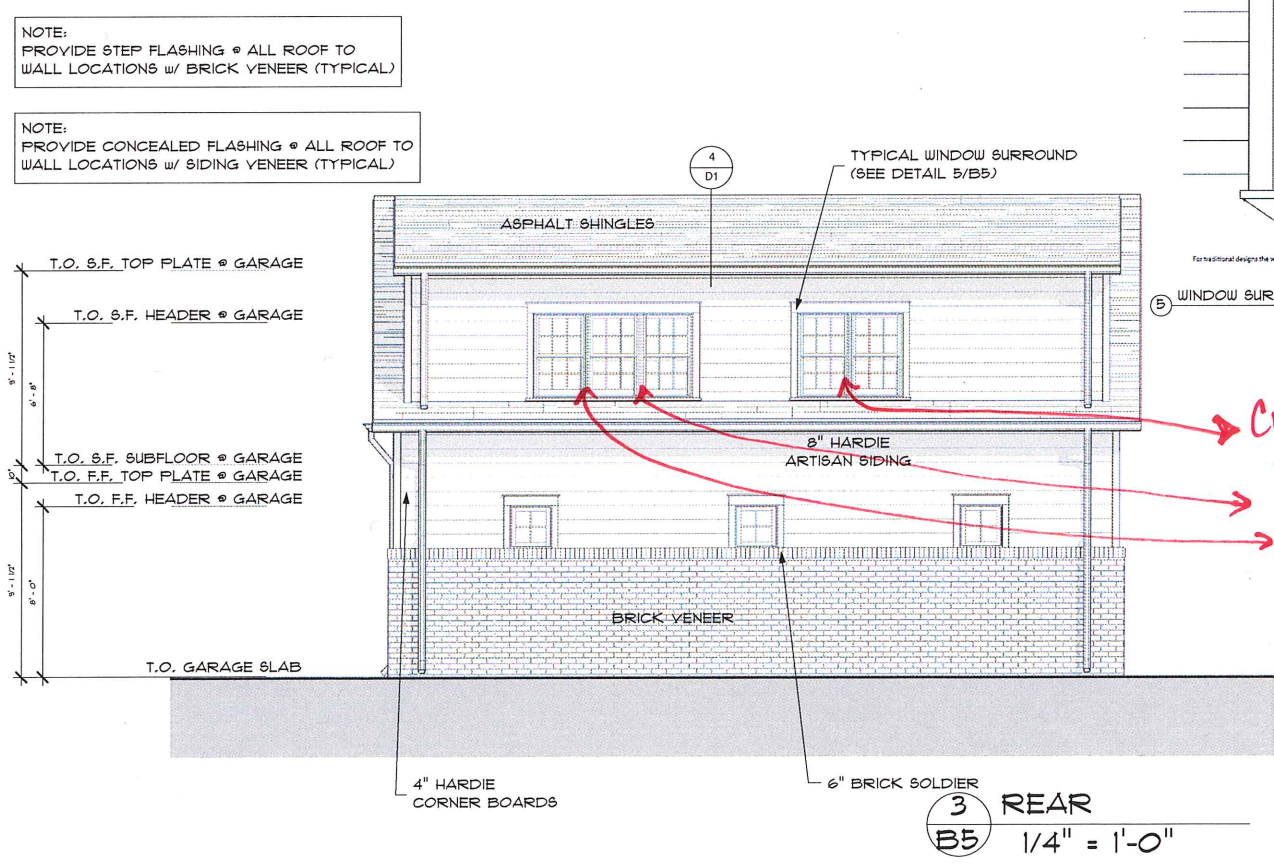 NOTE:
PROVIDE STEP FLASHING @ ALL ROOF TO
WALL LOCATIONS w/ BRICK VENEER (TYPICAL)
NOTE:
PROVIDE CONCEALED FLASHING @ ALL ROOF TO
WALL LOCATIONS w/ SIDING VENEER (TYPICAL)
4
D1
TYPICAL WINDOW SURROUND
(SEE DETAIL 5/B5)
ASPHALT SHINGLES
For traditional designs the w
5 WINDOW SUR
T.O. S.F. TOP PLATE @ GARAGE
T.O. S.F. HEADER @ GARAGE
9' - 1 1/2"
6' - 8"
8" HARDIE
ARTISAN SIDING
T.O. S.F. SUBFLOOR @ GARAGE
T.O. F.F. TOP PLATE @ GARAGE
T.O. F.F. HEADER @ GARAGE
9' - 1 1/2"
8' - 0"
BRICK VENEER
T.O. GARAGE SLAB
4" HARDIE
CORNER BOARDS
6" BRICK SOLDIER
3 REAR
B5 1/4" = 1'-0"